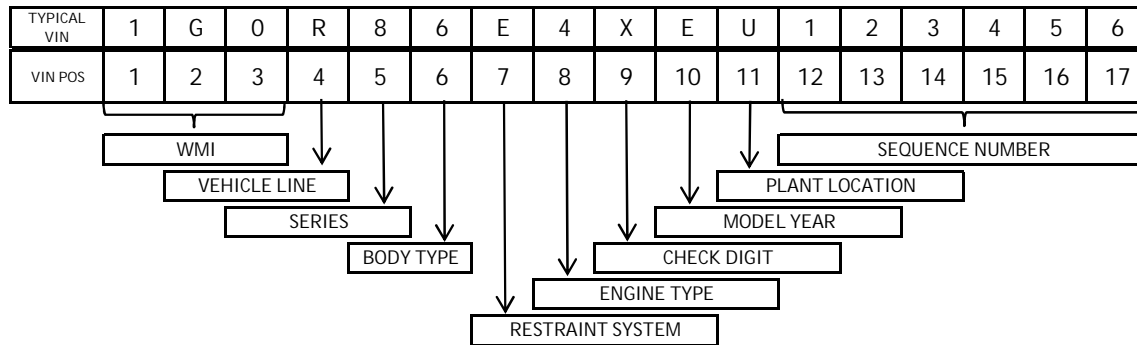 TYPICAL
VIN
1 G 0 R 8 6 E 4 X E U 1 2 3 4 5 6
VIN POS 1 2 3 4 5 6 7 8 9 10 11 12 13 14 15 16 17
WMI SEQUENCE NUMBER
VEHICLE LINE PLANT LOCATION
SERIES MODEL YEAR
BODY TYPE CHECK DIGIT
ENGINE TYPE
RESTRAINT SYSTEM